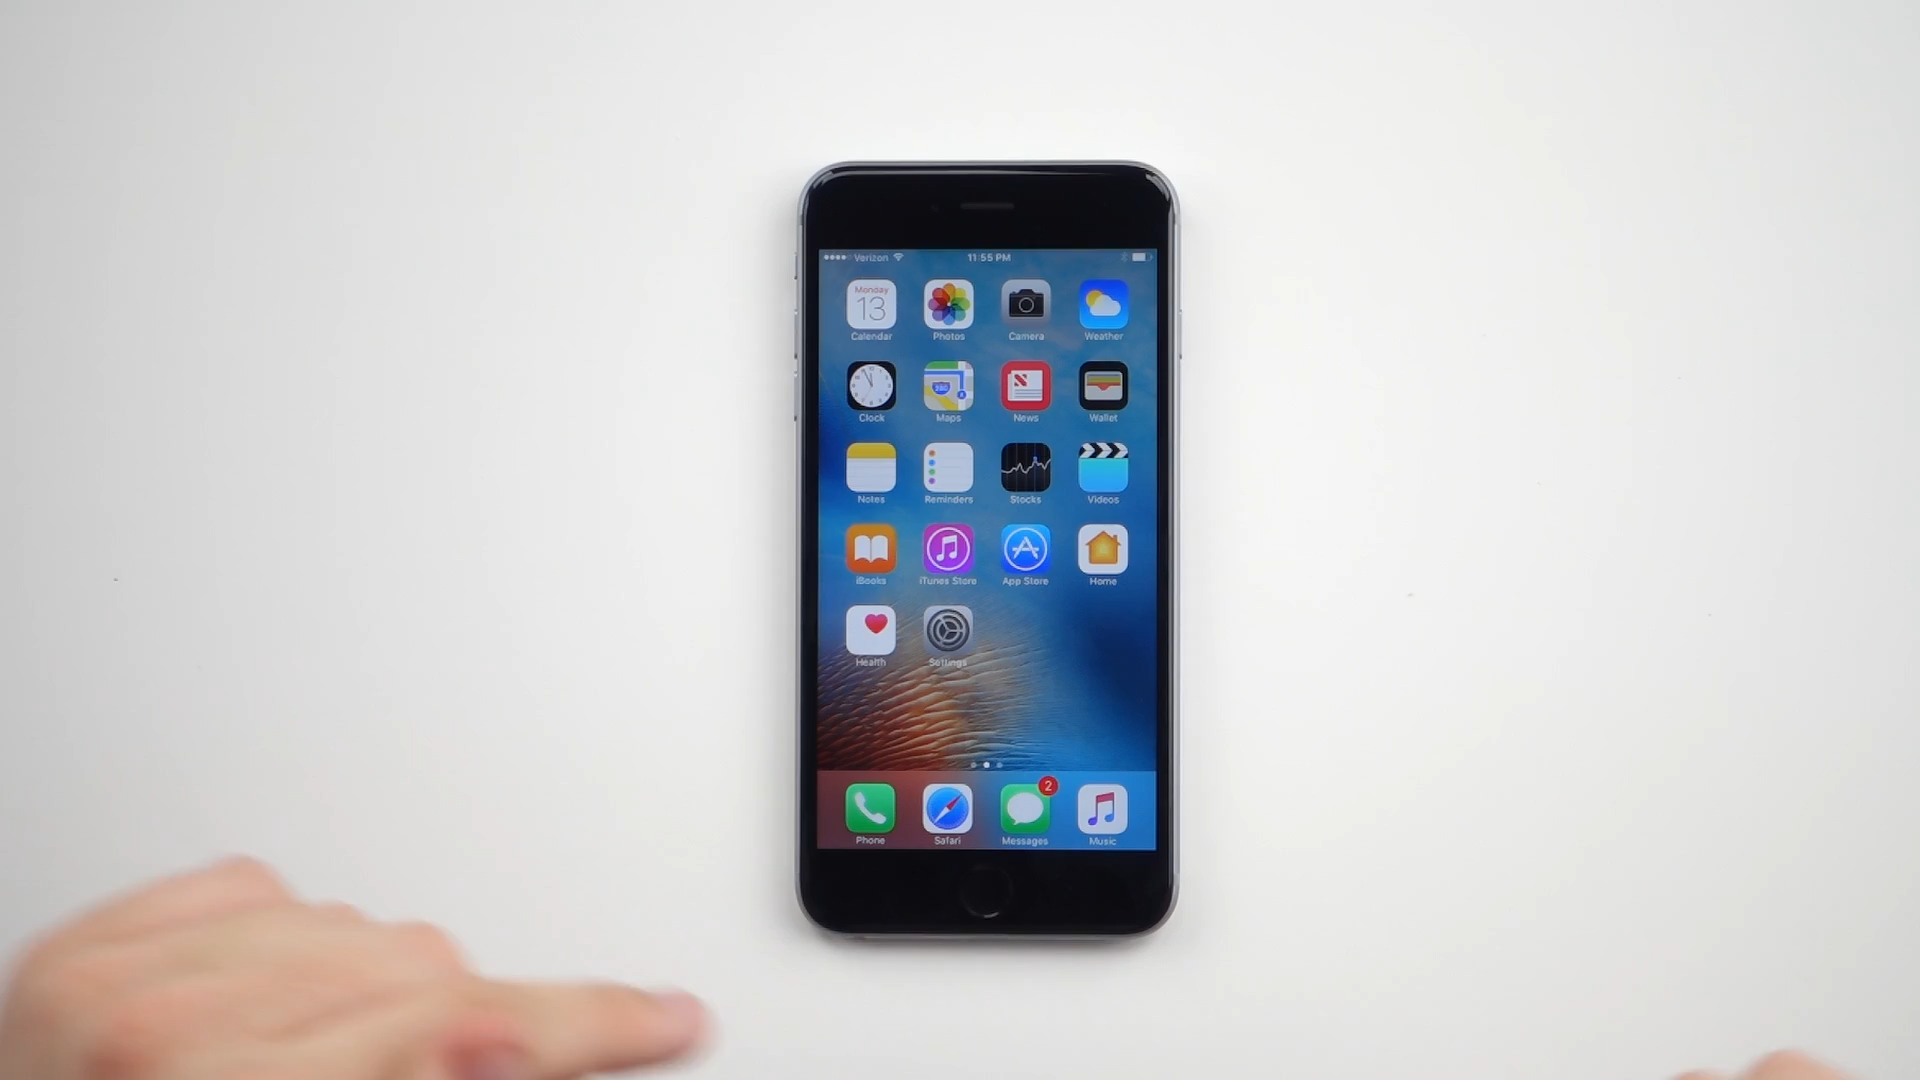 Verizon 11:55 PM
Monday
13
Calendar Photos Camera Weather
280
Clock Maps News Wallet
Notes Reminders Stocks Videos
iBooks iTunes Store App Store Home
Health Settings
2
Phone Safari Messages Music